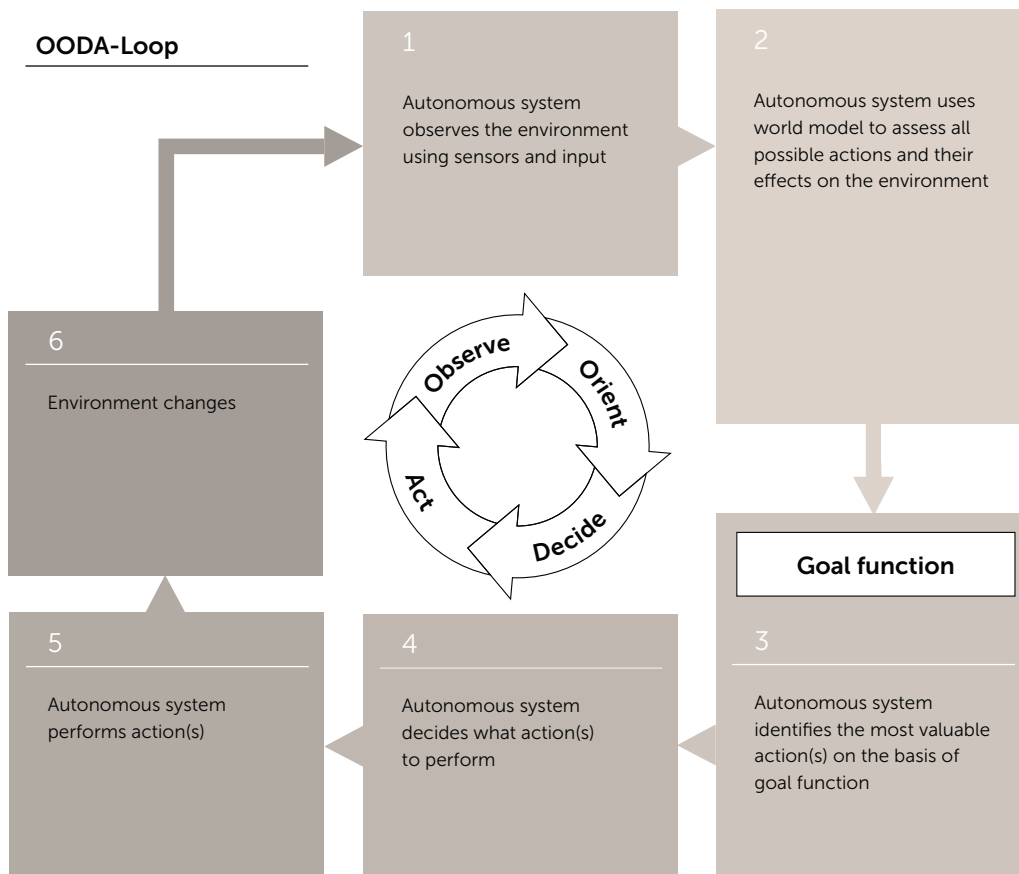 OODA-Loop
1
Autonomous system
observes the environment
using sensors and input
2
Autonomous system uses
world model to assess all
possible actions and their
effects on the environment
Goal function
3
Autonomous system
identifies the most valuable
action(s) on the basis of
goal function
4
Autonomous system
decides what action(s)
to perform
5
Autonomous system
performs action(s)
6
Environment changes
Observe
Orient
Decide
Act